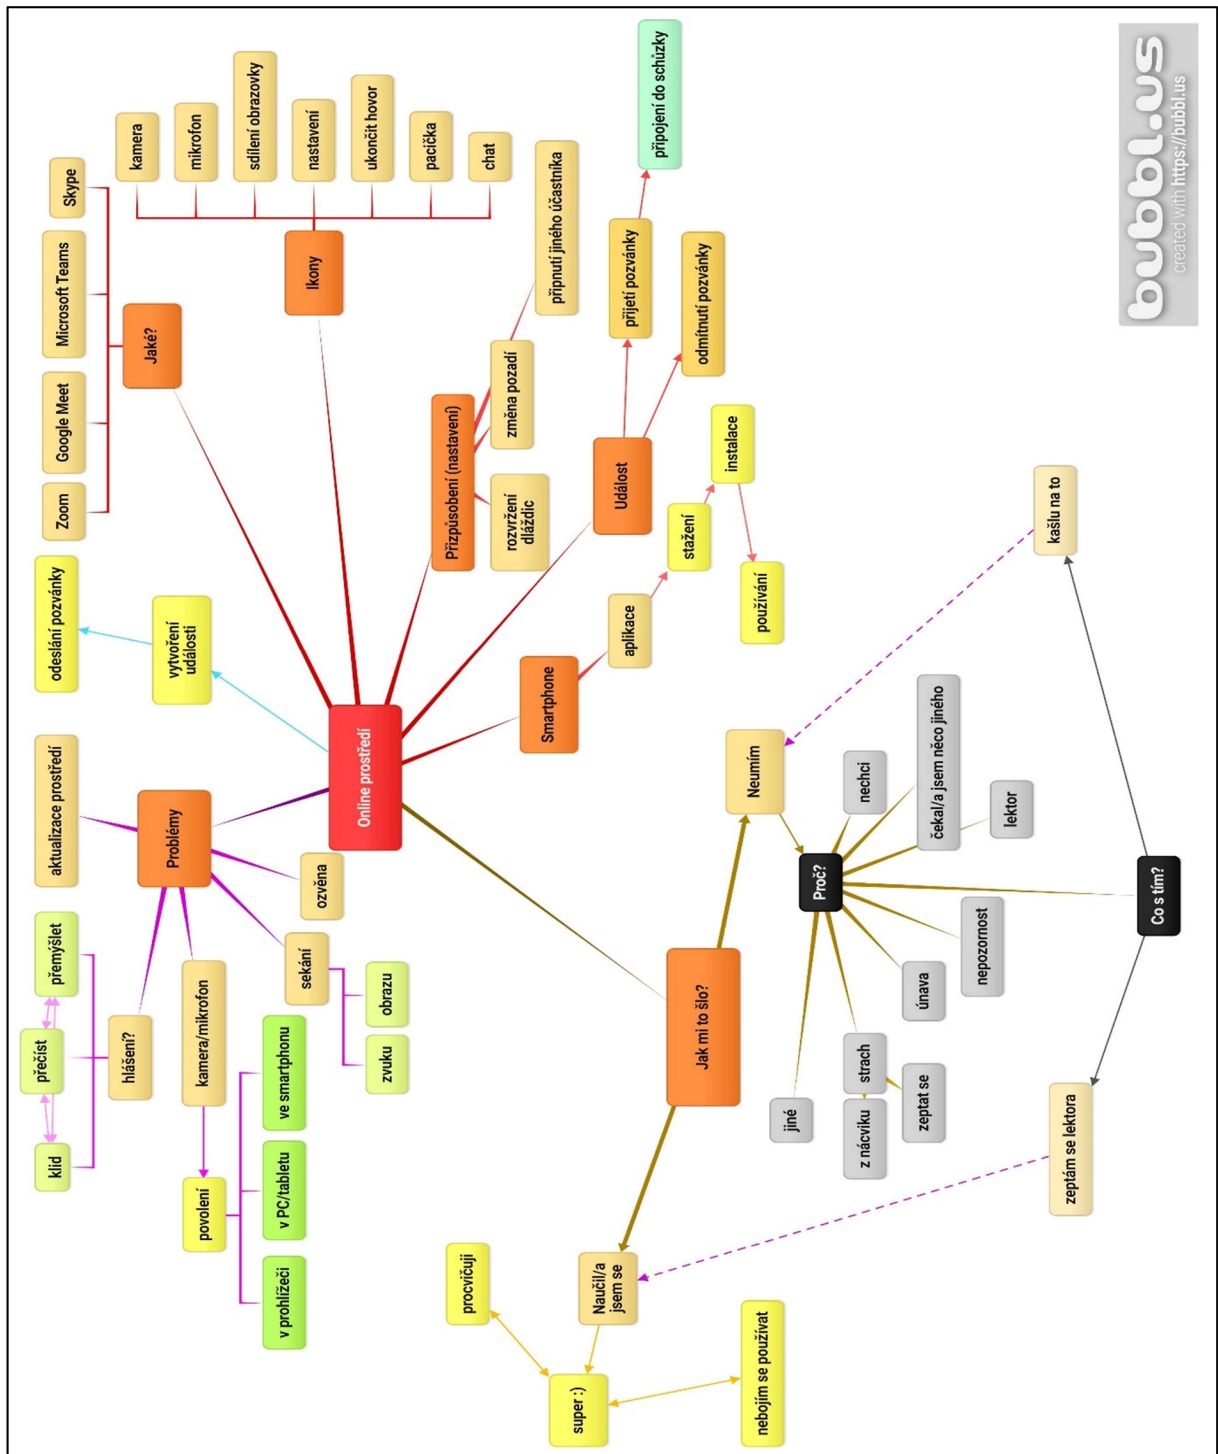 Online prostředí
Jaké?
Zoom
Google Meet
Microsoft Teams
Skype
Ikony
kamera
mikrofon
sdílení obrazovky
nastavení
ukončit hovor
pacička
chat
Přizpůsobení (nastavení)
rozvržení
dláždic
změna pozadí
připnutí jiného účastníka
Událost
přijetí pozvánky
připojení do schůzky
odmítnutí pozvánky
Smartphone
aplikace
stažení
instalace
používání
vytvoření
události
odeslání pozvánky
Problémy
aktualizace prostředí
hlášení?
klid
přečíst
přemýšlet
kamera/mikrofon
povolení
v prohlížeči
v PC/tabletu
ve smartphonu
sekání
zvuku
obrazu
ozvěna
Jak mi to šlo?
Naučil/a
jsem se
super :)
procvičuji
nebojím se používat
Neumím
Proč?
jiné
strach
z nácviku
zeptat se
únava
nepozornost
lektor
čekal/a jsem něco jiného
nechci
Co s tím?
zeptám se lektora
kašlu na to
bubbl.us
created with https://bubbl.us